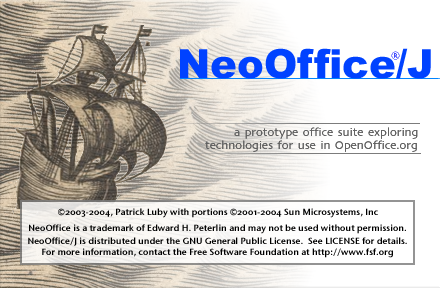 NeoOffice®/J
a prototype office suite exploring
technologies for use in OpenOffice.org
©2003-2004, Patrick Luby with portions ©2001-2004 Sun Microsystems, Inc
NeoOffice is a trademark of Edward H. Peterlin and may not be used without permission.
NeoOffice/J is distributed under the GNU General Public License. See LICENSE for details.
For more information, contact the Free Software Foundation at http://www.fsf.org